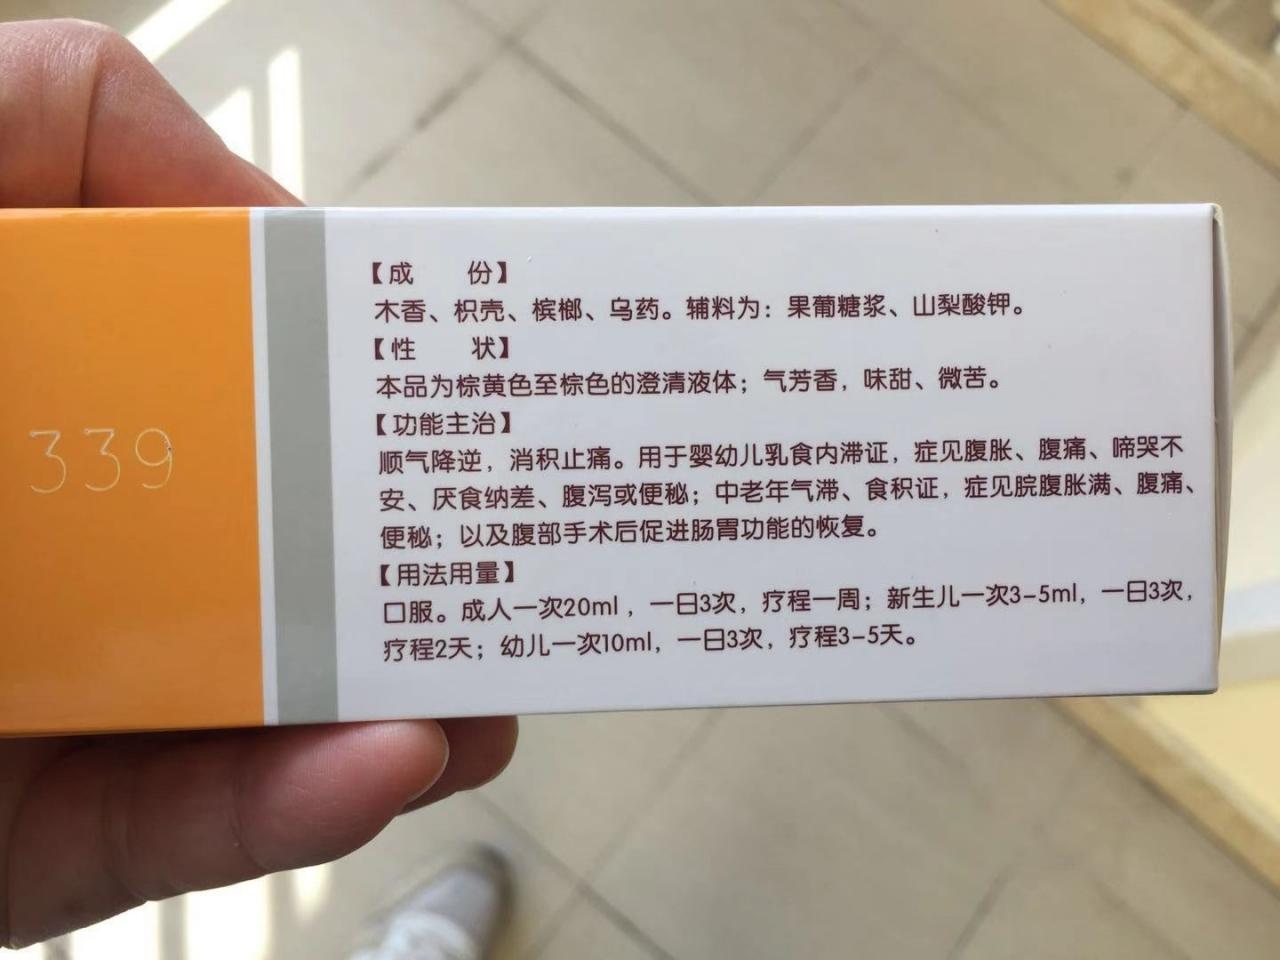 339
【成 份】
木香、枳壳、槟榔、乌药。辅料为：果葡糖浆、山梨酸钾。
【性 状】
本品为棕黄色至棕色的澄清液体；气芳香，味甜、微苦。
【功能主治】
顺气降逆，消积止痛。用于婴幼儿乳食内滞证，症见腹胀、腹痛、啼哭不
安、厌食纳差、腹泻或便秘；中老年气滞、食积证，症见脘腹胀满、腹痛、
便秘；以及腹部手术后促进肠胃功能的恢复。
【用法用量】
口服。成人一次20ml，一日3次，疗程一周；新生儿一次3-5ml，一日3次，
疗程2天；幼儿一次10ml，一日3次，疗程3-5天。